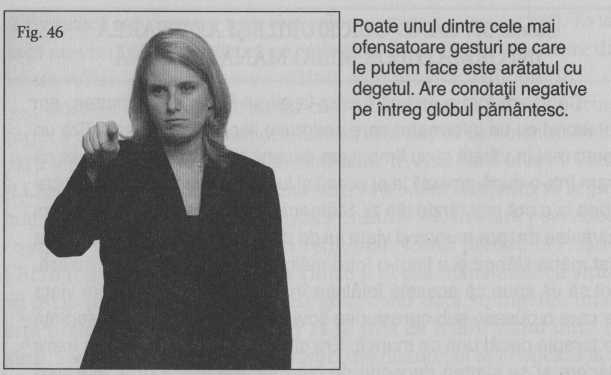 Fig. 46
Poate unul dintre cele mai
ofensatoare gesturi pe care
le putem face este arătatul cu
degetul. Are conotaţii negative
pe întreg globul pământesc.